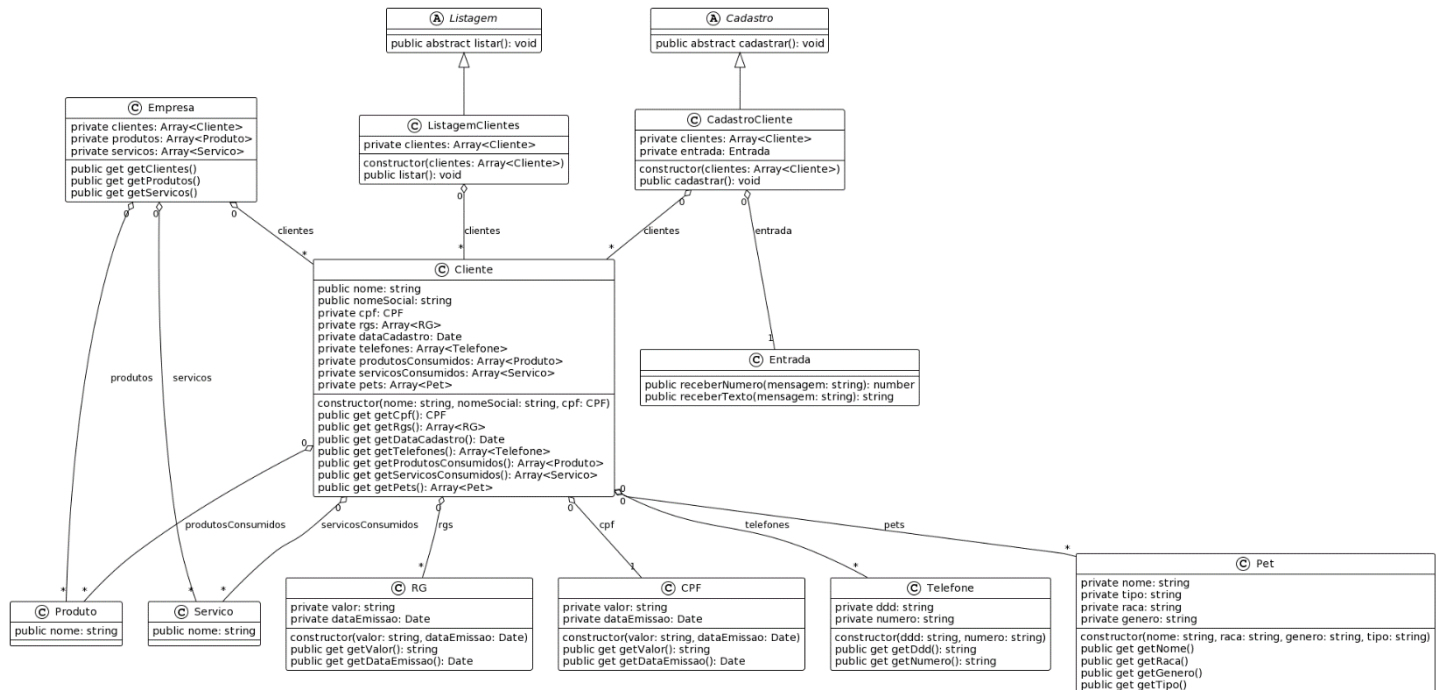 A Listagem
public abstract listar(): void
A Cadastro
public abstract cadastrar(): void
C Empresa
private clientes: Array<Cliente>
private produtos: Array<Produto>
private servicos: Array<Servico>
public get getClientes()
public get getProdutos()
public get getServicos()
C ListagemClientes
private clientes: Array<Cliente>
constructor(clientes: Array<Cliente>)
public listar(): void
C CadastroCliente
private clientes: Array<Cliente>
private entrada: Entrada
constructor(clientes: Array<Cliente>)
public cadastrar(): void
0
0
0
0
0
0
clientes
clientes
clientes
entrada
*
*
*
C Cliente
public nome: string
public nomeSocial: string
private cpf: CPF
private rgs: Array<RG>
private dataCadastro: Date
private telefones: Array<Telefone>
private produtosConsumidos: Array<Produto>
private servicosConsumidos: Array<Servico>
private pets: Array<Pet>
constructor(nome: string, nomeSocial: string, cpf: CPF)
public get getCpf(): CPF
public get getRgs(): Array<RG>
public get getDataCadastro(): Date
public get getTelefones(): Array<Telefone>
public get getProdutosConsumidos(): Array<Produto>
public get getServicosConsumidos(): Array<Servico>
public get getPets(): Array<Pet>
1
C Entrada
public receberNumero(mensagem: string): number
public receberTexto(mensagem: string): string
produtos
servicos
0
0
0
0
0
0
produtosConsumidos
servicosConsumidos
rgs
cpf
telefones
pets
*
*
*
*
*
1
*
*
C Produto
public nome: string
C Servico
public nome: string
C RG
private valor: string
private dataEmissao: Date
constructor(valor: string, dataEmissao: Date)
public get getValor(): string
public get getDataEmissao(): Date
C CPF
private valor: string
private dataEmissao: Date
constructor(valor: string, dataEmissao: Date)
public get getValor(): string
public get getDataEmissao(): Date
C Telefone
private ddd: string
private numero: string
constructor(ddd: string, numero: string)
public get getDdd(): string
public get getNumero(): string
C Pet
private nome: string
private tipo: string
private raca: string
private genero: string
constructor(nome: string, raca: string, genero: string, tipo: string)
public get getNome()
public get getRaca()
public get getGenero()
public get getTipo()